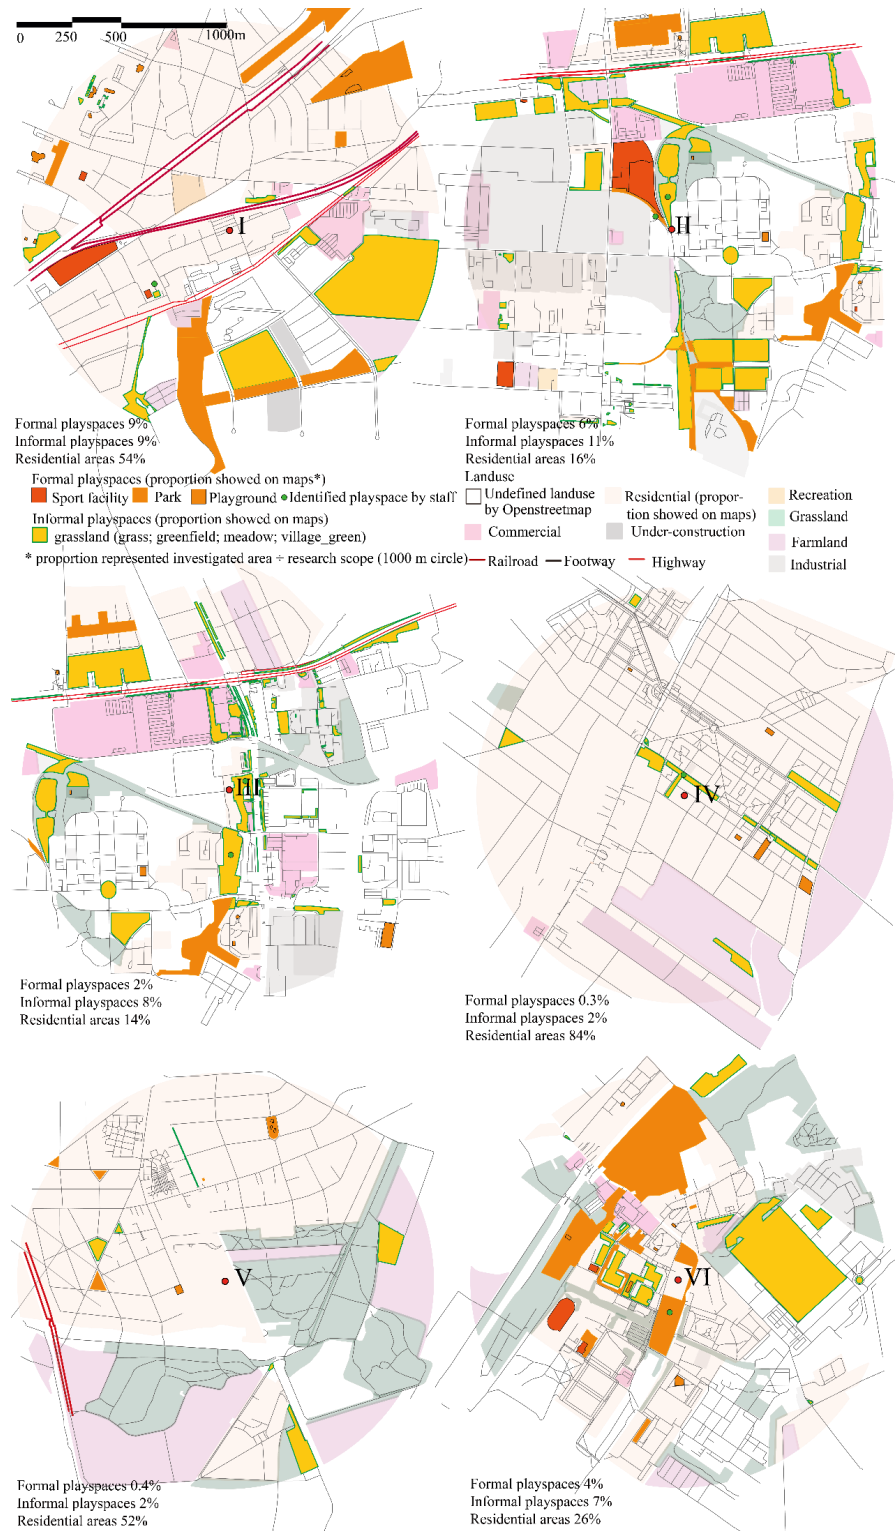 0 250 500 1000m
I
II
Formal playspaces 9%
Informal playspaces 9%
Residential areas 54%
Formal playspaces 6%
Informal playspaces 11%
Residential areas 16%
Formal playspaces (proportion showed on maps*)
Sport facility Park Playground Identified playspace by staff
Informal playspaces (proportion showed on maps)
grassland (grass; greenfield; meadow; village_green)
* proportion represented investigated area ÷ research scope (1000 m circle)
Landuse
Undefined landuse
by Openstreetmap
Commercial
Residential (propor-
tion showed on maps)
Under-construction
Recreation
Grassland
Farmland
Industrial
Railroad Footway Highway
III
IV
Formal playspaces 2%
Informal playspaces 8%
Residential areas 14%
Formal playspaces 0.3%
Informal playspaces 2%
Residential areas 84%
V
VI
Formal playspaces 0.4%
Informal playspaces 2%
Residential areas 52%
Formal playspaces 4%
Informal playspaces 7%
Residential areas 26%